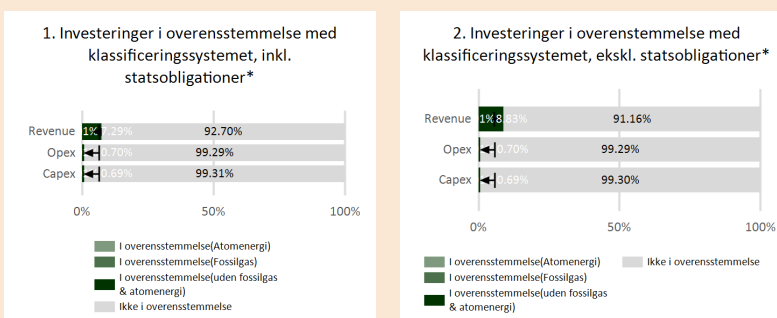 1. Investeringer i overensstemmelse med
klassificeringssystemet, inkl.
statsobligationer*
Revenue 1% 7.29% 92.70%
Opex 0.70% 99.29%
Capex 0.69% 99.31%
0% 50% 100%
I overensstemmelse(Atomenergi)
I overensstemmelse(Fossilgas)
I overensstemmelse(uden fossilgas
& atomenergi)
Ikke i overensstemmelse
2. Investeringer i overenstemmelse med
klassificeringssystemet, ekskl. statsobligationer*
Revenue 1% 8.83% 91.16%
Opex 0.70% 99.29%
Capex 0.69% 99.30%
0% 50% 100%
I overensstemmelse(Atomenergi) Ikke i overensstemmelse
I overensstemmelse(Fossilgas)
I overensstemmelse(uden fossilgas
& atomenergi)